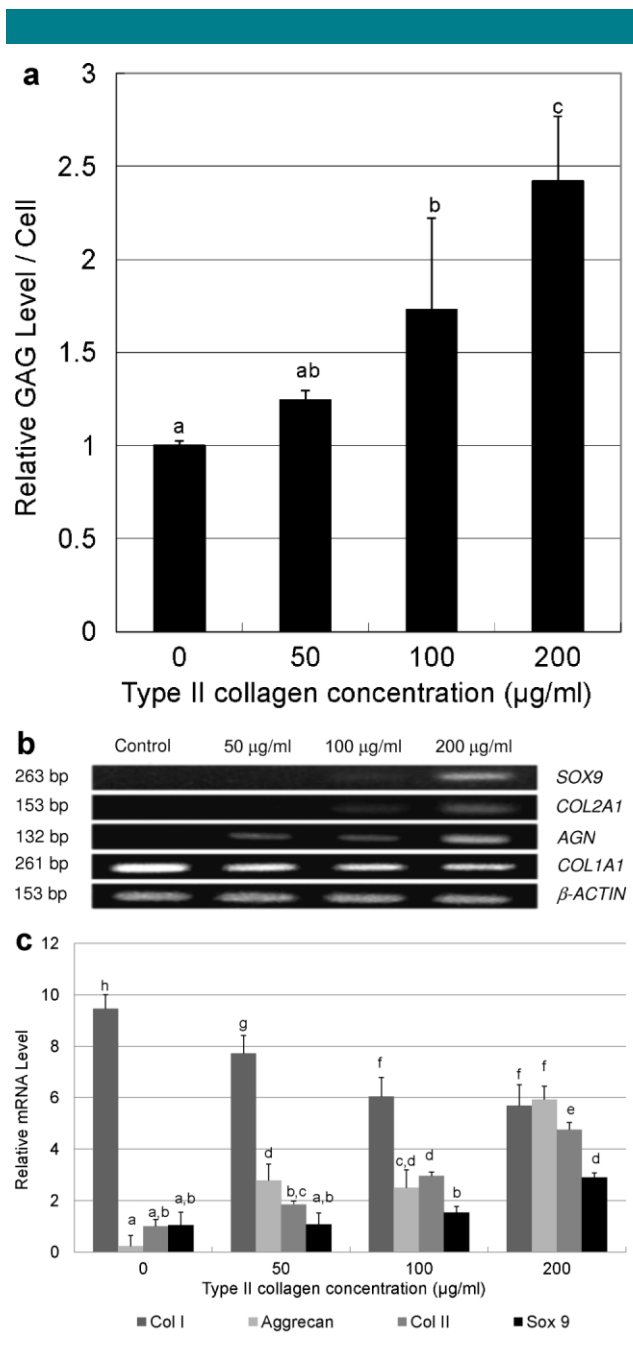 a
3
2.5
2
1.5
1
0.5
0
a
ab
b
c
0 50 100 200
Relative GAG Level / Cell
Type II collagen concentration (µg/ml)
b
Control 50 µg/ml 100 µg/ml 200 µg/ml
263 bp SOX9
153 bp COL2A1
132 bp AGN
261 bp COL1A1
153 bp β-ACTIN
c
12
10
8
6
4
2
0
Relative mRNA Level
h a a,b a,b
g d b,c a,b
f c,d d b
f f e d
0 50 100 200
Type II collagen concentration (µg/ml)
Col I Aggrecan Col II Sox 9